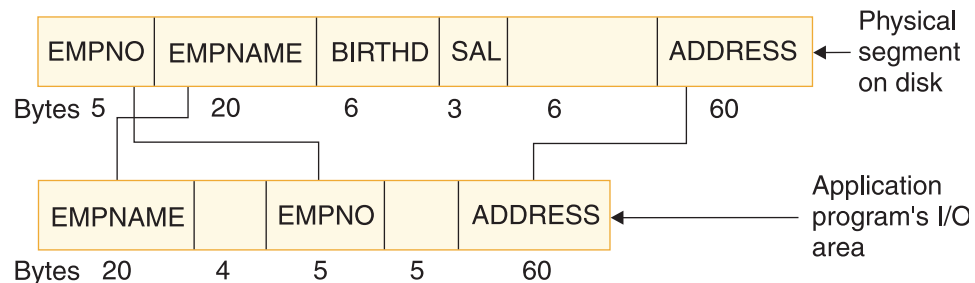 EMPNO EMPNAME BIRTHD SAL ADDRESS
Physical
segment
on disk
Bytes 5 20 6 3 6 60
EMPNAME EMPNO ADDRESS
Application
program's I/O
area
Bytes 20 4 5 5 60